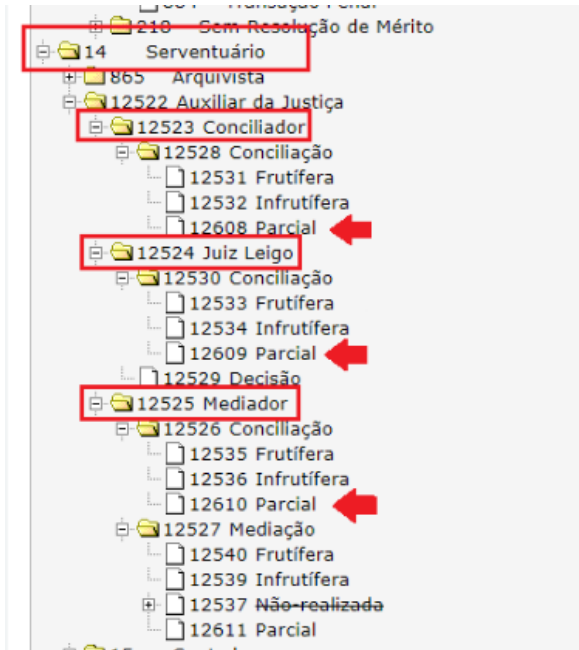 218 Sem Resolução de Mérito
14 Serventuário
865 Arquivista
12522 Auxiliar da Justiça
12523 Conciliador
12528 Conciliação
12531 Frutífera
12532 Infrutífera
12608 Parcial
12524 Juiz Leigo
12530 Conciliação
12533 Frutífera
12534 Infrutífera
12609 Parcial
12529 Decisão
12525 Mediador
12526 Conciliação
12535 Frutífera
12536 Infrutífera
12610 Parcial
12527 Mediação
12540 Frutífera
12539 Infrutífera
12537 Não-realizada
12611 Parcial